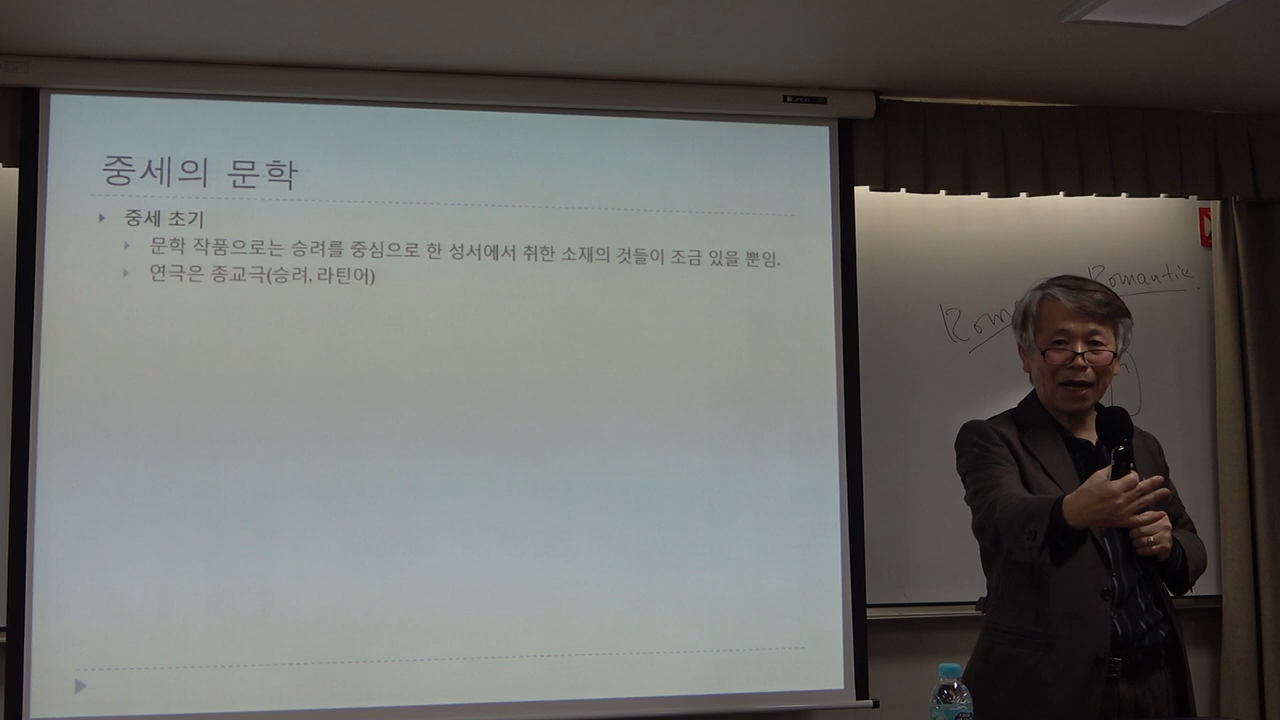 중세의 문학
중세 초기
문학 작품으로는 승려를 중심으로 한 성서에서 취한 소재의 것들이 조금 있을 뿐임.
연극은 종교극(승려, 라틴어)
Romantic